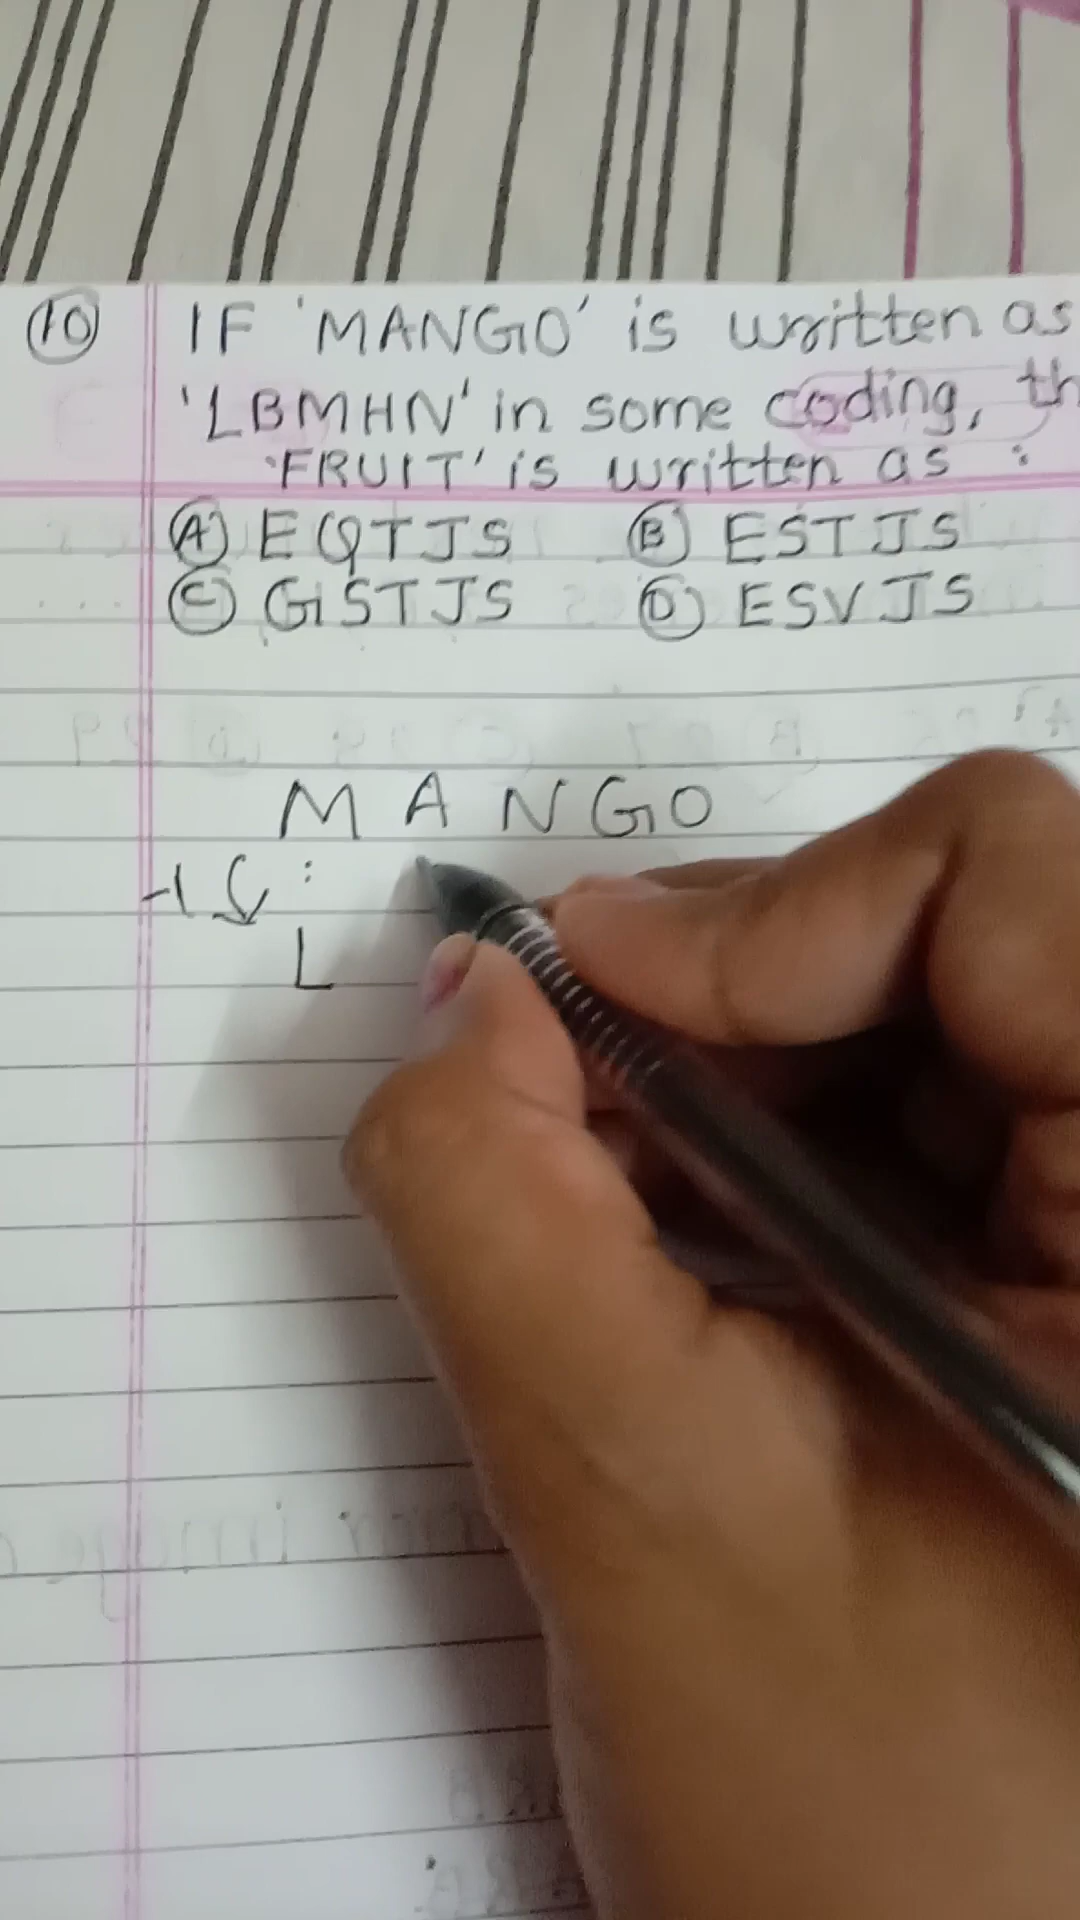 10 IF 'MANGO' is written as
'LBMHN' in some coding, th
'FRUIT' is written as :
A EQTJS B ESTJS
C GSTJS D ESVJS
M A N G O
-1
L